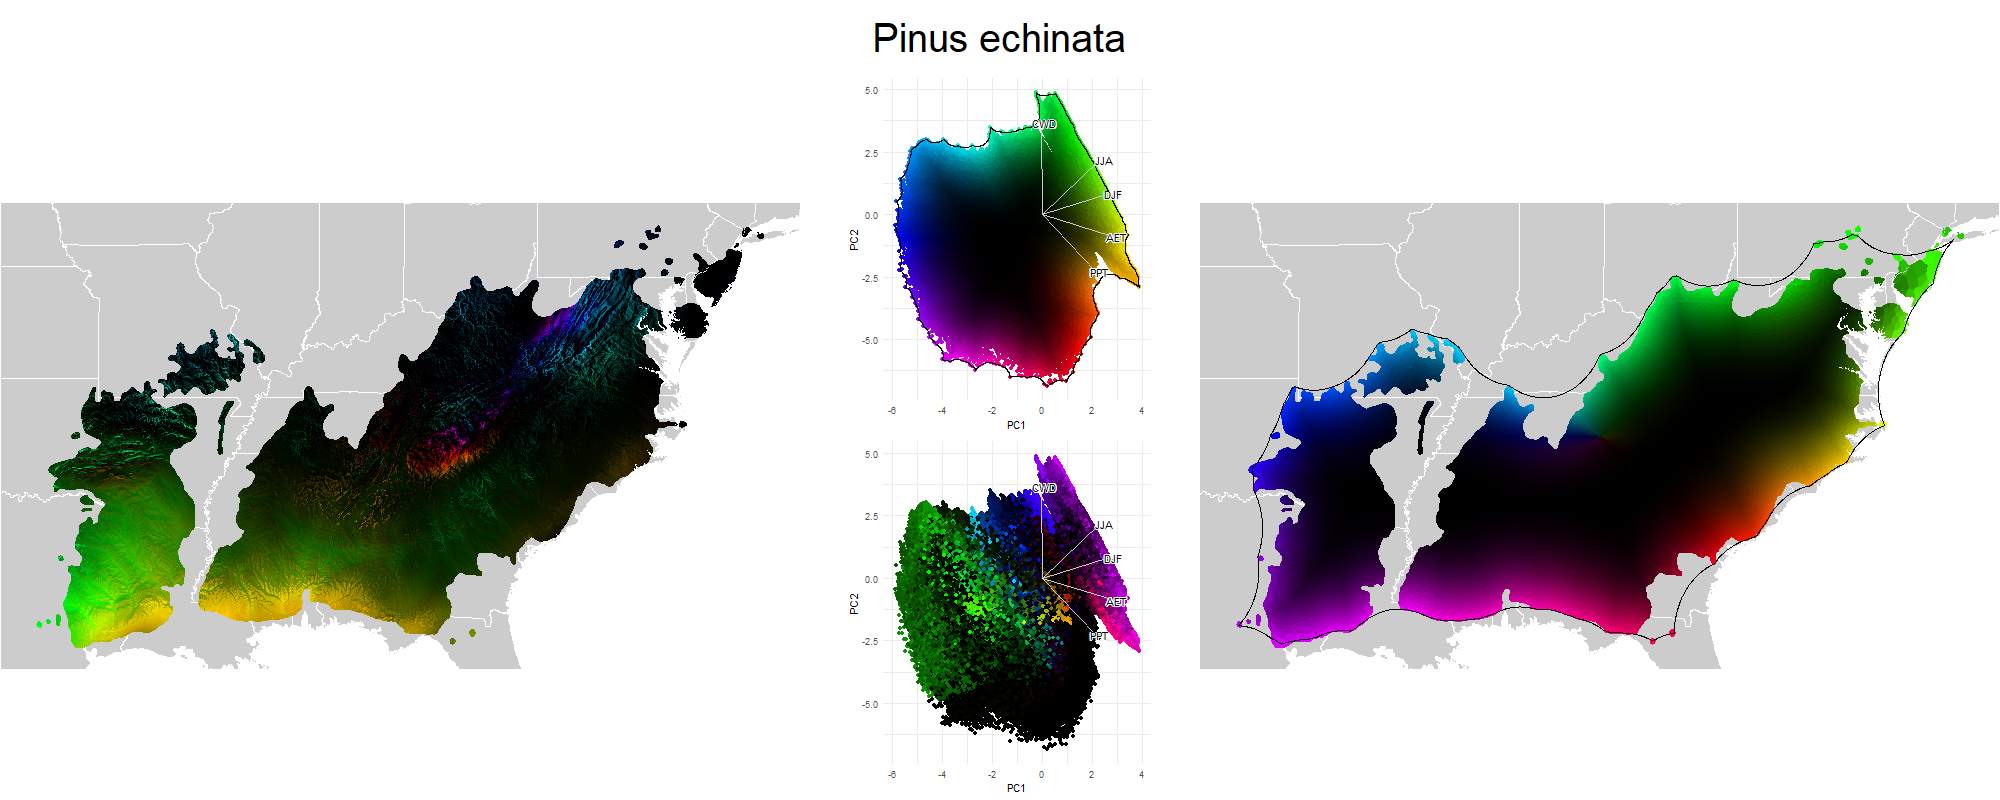 Pinus echinata
5.0
2.5
0.0
-2.5
-5.0
PC2
CWD
JJA
DJF
AET
PPT
-6 -4 -2 0 2 4
PC1
5.0
2.5
0.0
-2.5
-5.0
PC2
CWD
JJA
DJF
AET
PPT
-6 -4 -2 0 2 4
PC1